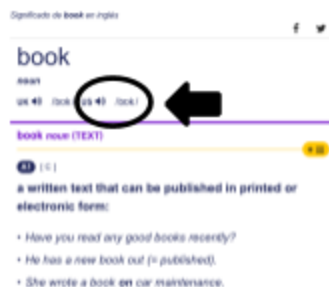 Significado de book en inglés
book
noun
us /bʊk/ us /bʊk/
book noun (TEXT)
A1 [ C ]
a written text that can be published in printed or
electronic form:
• Have you read any good books recently?
• He has a new book out (= published).
• She wrote a book on car maintenance.